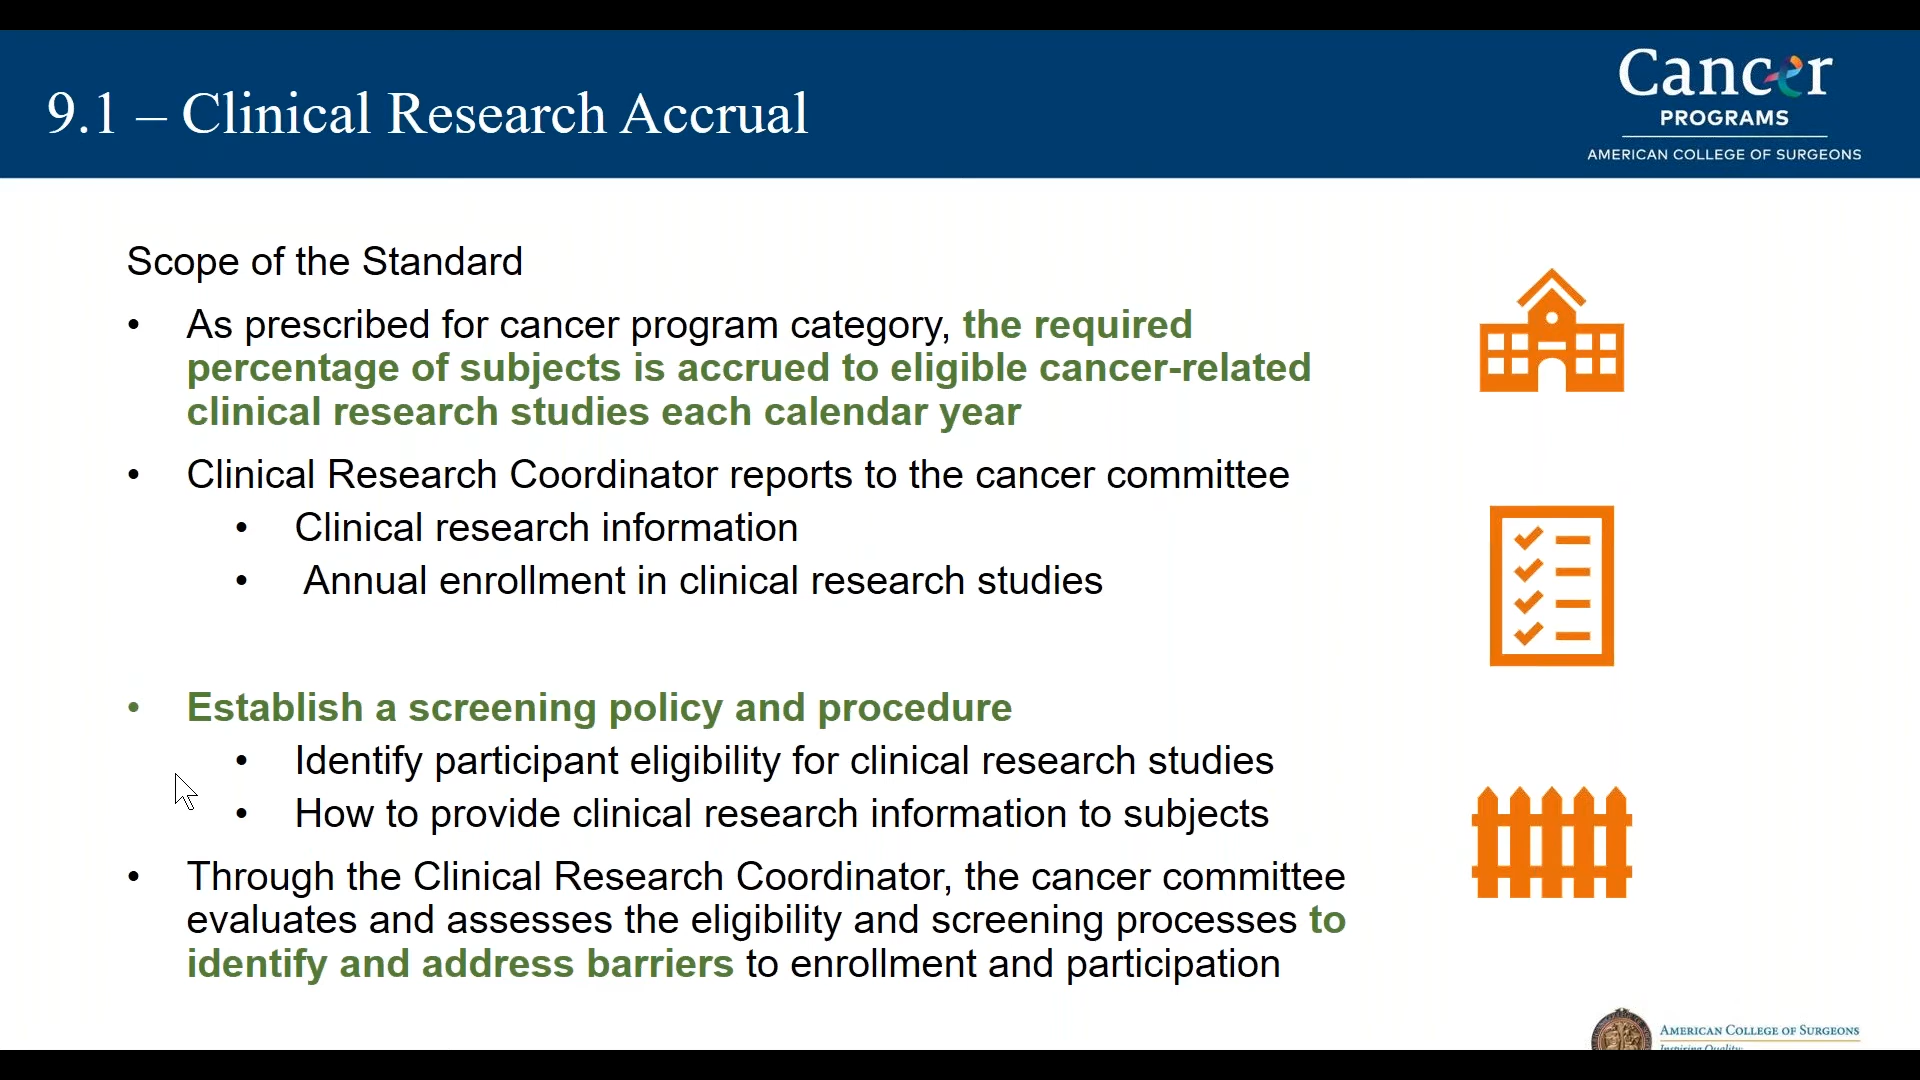 9.1 – Clinical Research Accrual
Cancer
PROGRAMS
AMERICAN COLLEGE OF SURGEONS
Scope of the Standard
• As prescribed for cancer program category, the required
percentage of subjects is accrued to eligible cancer-related
clinical research studies each calendar year
• Clinical Research Coordinator reports to the cancer committee
• Clinical research information
• Annual enrollment in clinical research studies
• Establish a screening policy and procedure
• Identify participant eligibility for clinical research studies
• How to provide clinical research information to subjects
• Through the Clinical Research Coordinator, the cancer committee
evaluates and assesses the eligibility and screening processes to
identify and address barriers to enrollment and participation
AMERICAN COLLEGE OF SURGEONS
Inspiring Quality: